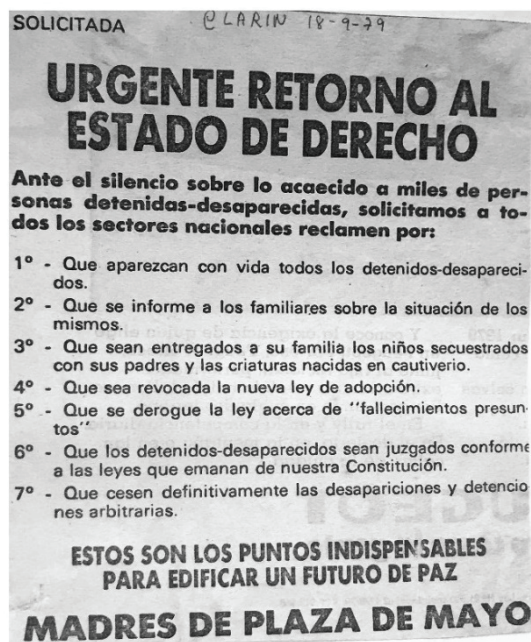 SOLICITADA CLARIN 18-9-79
URGENTE RETORNO AL
ESTADO DE DERECHO
Ante el silencio sobre lo acaecido a miles de per-
sonas detenidas-desaparecidas, solicitamos a to-
dos los sectores nacionales reclamen por:
1º - Que aparezcan con vida todos los detenidos-desapareci-
dos.
2º - Que se informe a los familiares sobre la situación de los
mismos.
3º - Que sean entregados a su familia los niños secuestrados
con sus padres y las criaturas nacidas en cautiverio.
4º - Que sea revocada la nueva ley de adopción.
5º - Que se derogue la ley acerca de "fallecimientos presun
tos"
6º - Que los detenidos-desaparecidos sean juzgados conforme
a las leyes que emanan de nuestra Constitución.
7º - Que cesen definitivamente las desapariciones y detencio
nes arbitrarias.
ESTOS SON LOS PUNTOS INDISPENSABLES
PARA EDIFICAR UN FUTURO DE PAZ
MADRES DE PLAZA DE MAYO